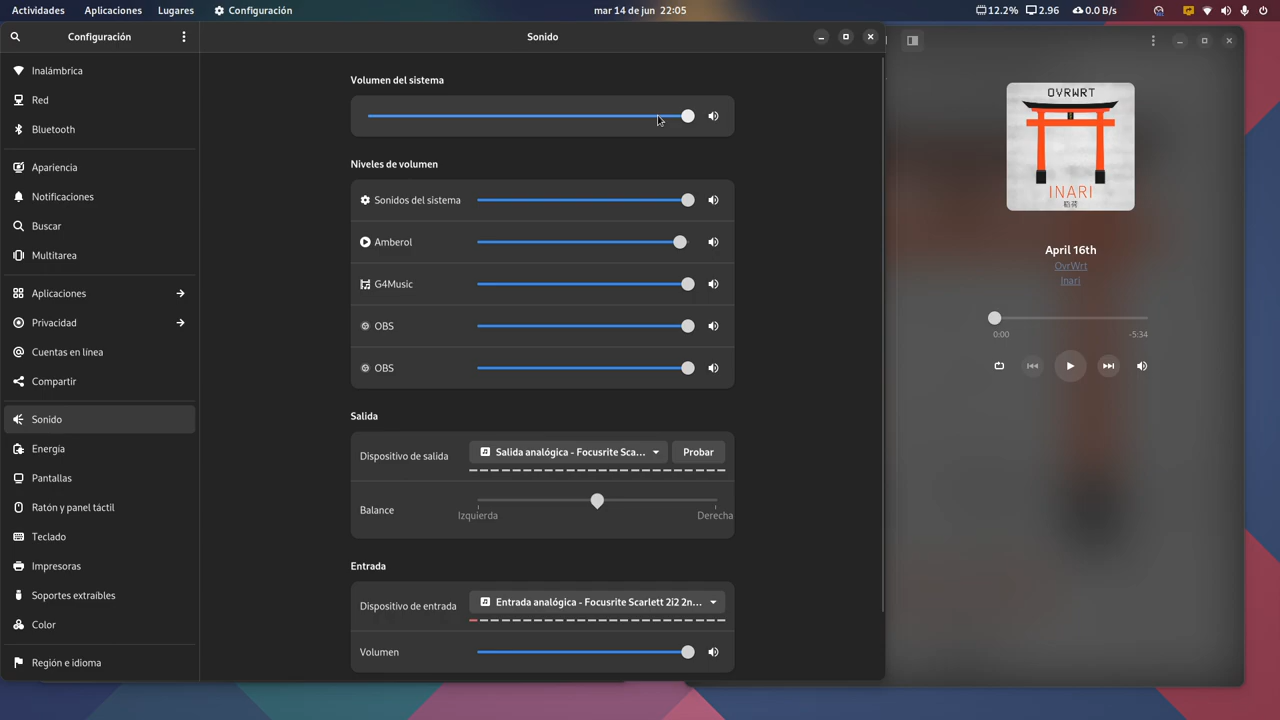 Actividades Aplicaciones Lugares Configuración mar 14 de jun 22:05 12.2% 2.96 0.0 B/s
Configuración
Inalámbrica
Red
Bluetooth
Apariencia
Notificaciones
Buscar
Multitarea
Aplicaciones
Privacidad
Cuentas en línea
Compartir
Sonido
Energía
Pantallas
Ratón y panel táctil
Teclado
Impresoras
Soportes extraíbles
Color
Región e idioma
Sonido
Volumen del sistema
Niveles de volumen
Sonidos del sistema
Amberol
G4Music
OBS
OBS
Salida
Dispositivo de salida Salida analógica - Focusrite Scar... Probar
Balance
Izquierda Derecha
Entrada
Dispositivo de entrada Entrada analógica - Focusrite Scarlett 2i2 2n...
Volumen
OVRWRT
INARI
稻荷
April 16th
OvrWrt
Inari
0:00 -5:34